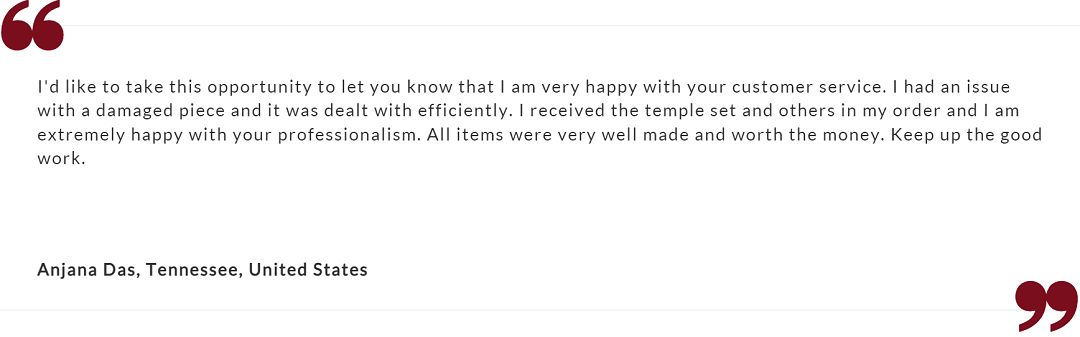 I'd like to take this opportunity to let you know that I am very happy with your customer service. I had an issue
with a damaged piece and it was dealt with efficiently. I received the temple set and others in my order and I am
extremely happy with your professionalism. All items were very well made and worth the money. Keep up the good
work.
Anjana Das, Tennessee, United States